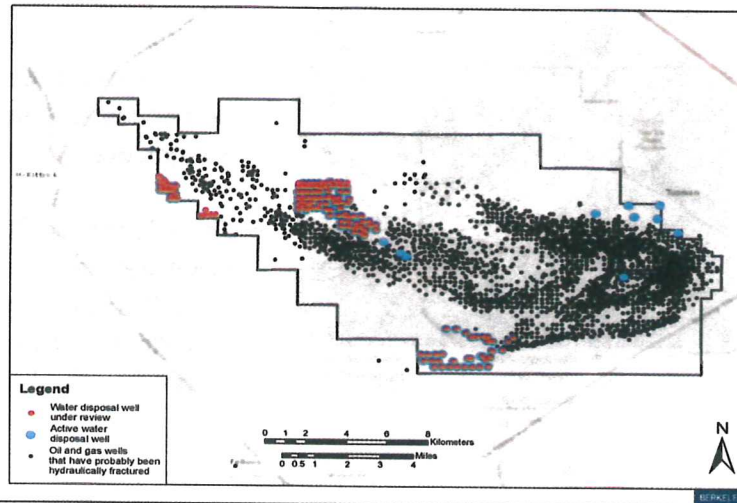 Legend
Water disposal well
under review
Active water
disposal well
Oil and gas wells
that have probably been
hydraulically fractured
0 1 2 4 6 8
Kilometers
0 0.5 1 2 3 4
Miles
N